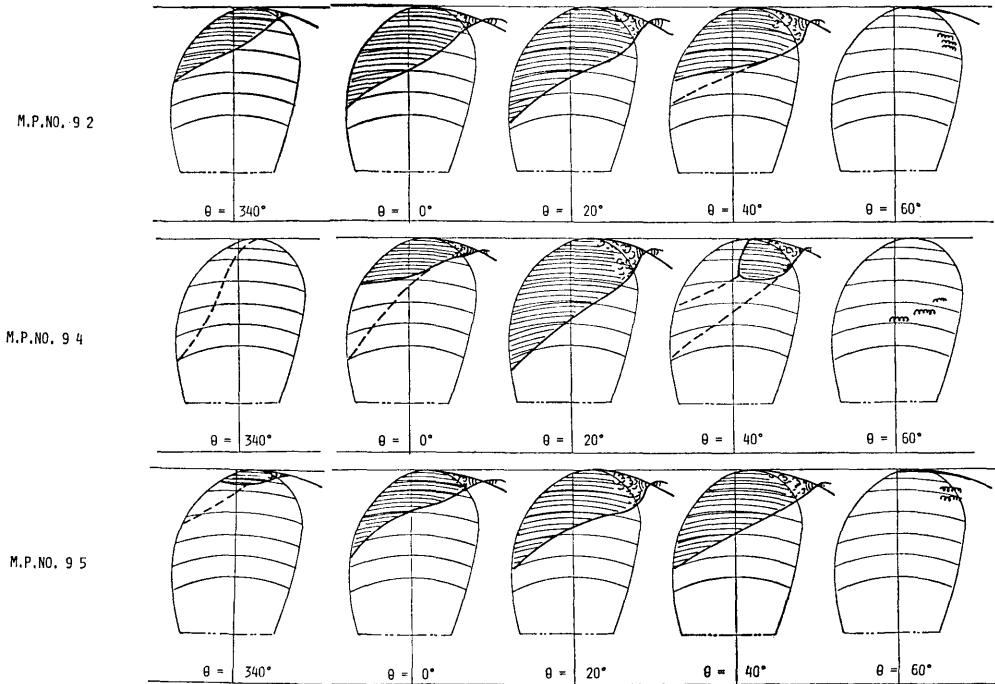 M.P.NO. 9 2
θ = 340° θ = 0° θ = 20° θ = 40° θ = 60°
M.P.NO. 9 4
θ = 340° θ = 0° θ = 20° θ = 40° θ = 60°
M.P.NO. 9 5
θ = 340° θ = 0° θ = 20° θ = 40° θ = 60°